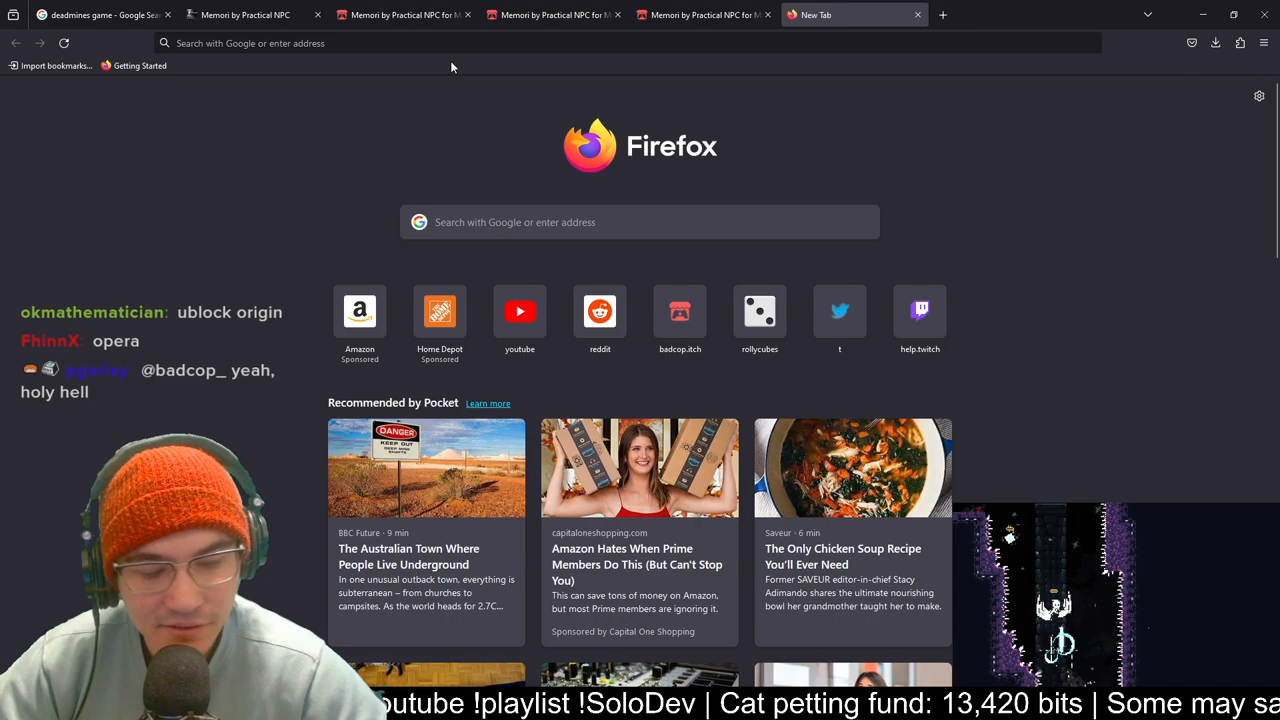 deadmines game - Google Sea
Memori by Practical NPC
Memori by Practical NPC for M
Memori by Practical NPC for M
Memori by Practical NPC for M
New Tab
Search with Google or enter address
Import bookmarks...
Getting Started
Firefox
Search with Google or enter address
Amazon
Sponsored
Home Depot
Sponsored
youtube
reddit
badcop.itch
rollycubes
t
help.twitch
okmathematician: ublock origin
FhinnX: opera
pgorley: @badcop_ yeah,
holy hell
Recommended by Pocket
Learn more
DANGER
KEEP OUT
DEEP MINE
SHAFTS
BBC Future · 9 min
The Australian Town Where
People Live Underground
In one unusual outback town, everything is
subterranean – from churches to
campsites. As the world heads for 2.7C...
capitaloneshopping.com
Amazon Hates When Prime
Members Do This (But Can't Stop
You)
This can save tons of money on Amazon,
but most Prime members are ignoring it.
Sponsored by Capital One Shopping
Saveur · 6 min
The Only Chicken Soup Recipe
You'll Ever Need
Former SAVEUR editor-in-chief Stacy
Adimando shares the ultimate nourishing
bowl her grandmother taught her to make.
outube !playlist !SoloDev | Cat petting fund: 13,420 bits | Some may sa